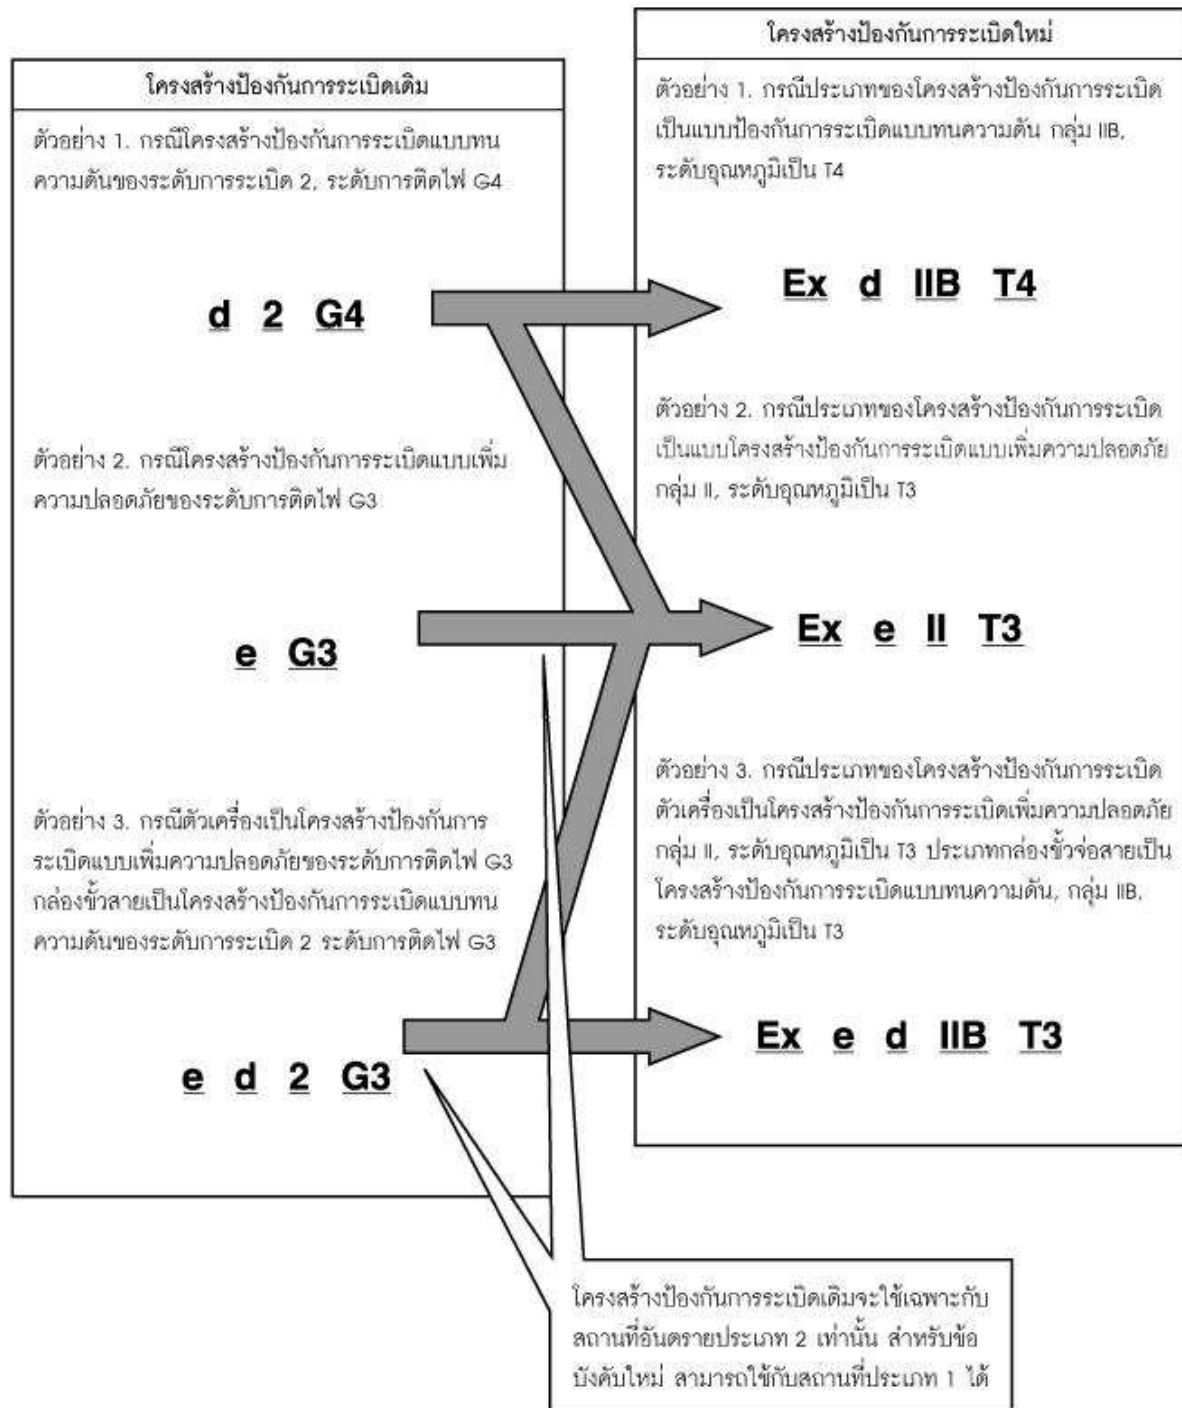 โครงสร้างป้องกันการระเบิดเดิม
ตัวอย่าง 1. กรณีโครงสร้างป้องกันการระเบิดแบบทน
ความดันของระดับการระเบิด 2, ระดับการติดไฟ G4
d 2 G4
ตัวอย่าง 2. กรณีโครงสร้างป้องกันการระเบิดแบบเพิ่ม
ความปลอดภัยของระดับการติดไฟ G3
e G3
ตัวอย่าง 3. กรณีตัวเครื่องเป็นโครงสร้างป้องกันการ
ระเบิดแบบเพิ่มความปลอดภัยของระดับการติดไฟ G3
กล่องขั้วสายเป็นโครงสร้างป้องกันการระเบิดแบบทน
ความดันของระดับการระเบิด 2 ระดับการติดไฟ G3
e d 2 G3
โครงสร้างป้องกันการระเบิดใหม่
ตัวอย่าง 1. กรณีประเภทของโครงสร้างป้องกันการระเบิด
เป็นแบบป้องกันการระเบิดแบบทนความดัน กลุ่ม IIB,
ระดับอุณหภูมิเป็น T4
Ex d IIB T4
ตัวอย่าง 2. กรณีประเภทของโครงสร้างป้องกันการระเบิด
เป็นแบบโครงสร้างป้องกันการระเบิดแบบเพิ่มความปลอดภัย
กลุ่ม II, ระดับอุณหภูมิเป็น T3
Ex e II T3
ตัวอย่าง 3. กรณีประเภทของโครงสร้างป้องกันการระเบิด
ตัวเครื่องเป็นโครงสร้างป้องกันการระเบิดเพิ่มความปลอดภัย
กลุ่ม II, ระดับอุณหภูมิเป็น T3 ประเภทกล่องขั้วจ่อสายเป็น
โครงสร้างป้องกันการระเบิดแบบทนความดัน, กลุ่ม IIB,
ระดับอุณหภูมิเป็น T3
Ex e d IIB T3
โครงสร้างป้องกันการระเบิดเดิมจะใช้เฉพาะกับ
สถานที่อันตรายประเภท 2 เท่านั้น สำหรับข้อ
บังคับใหม่ สามารถใช้กับสถานที่ประเภท 1 ได้